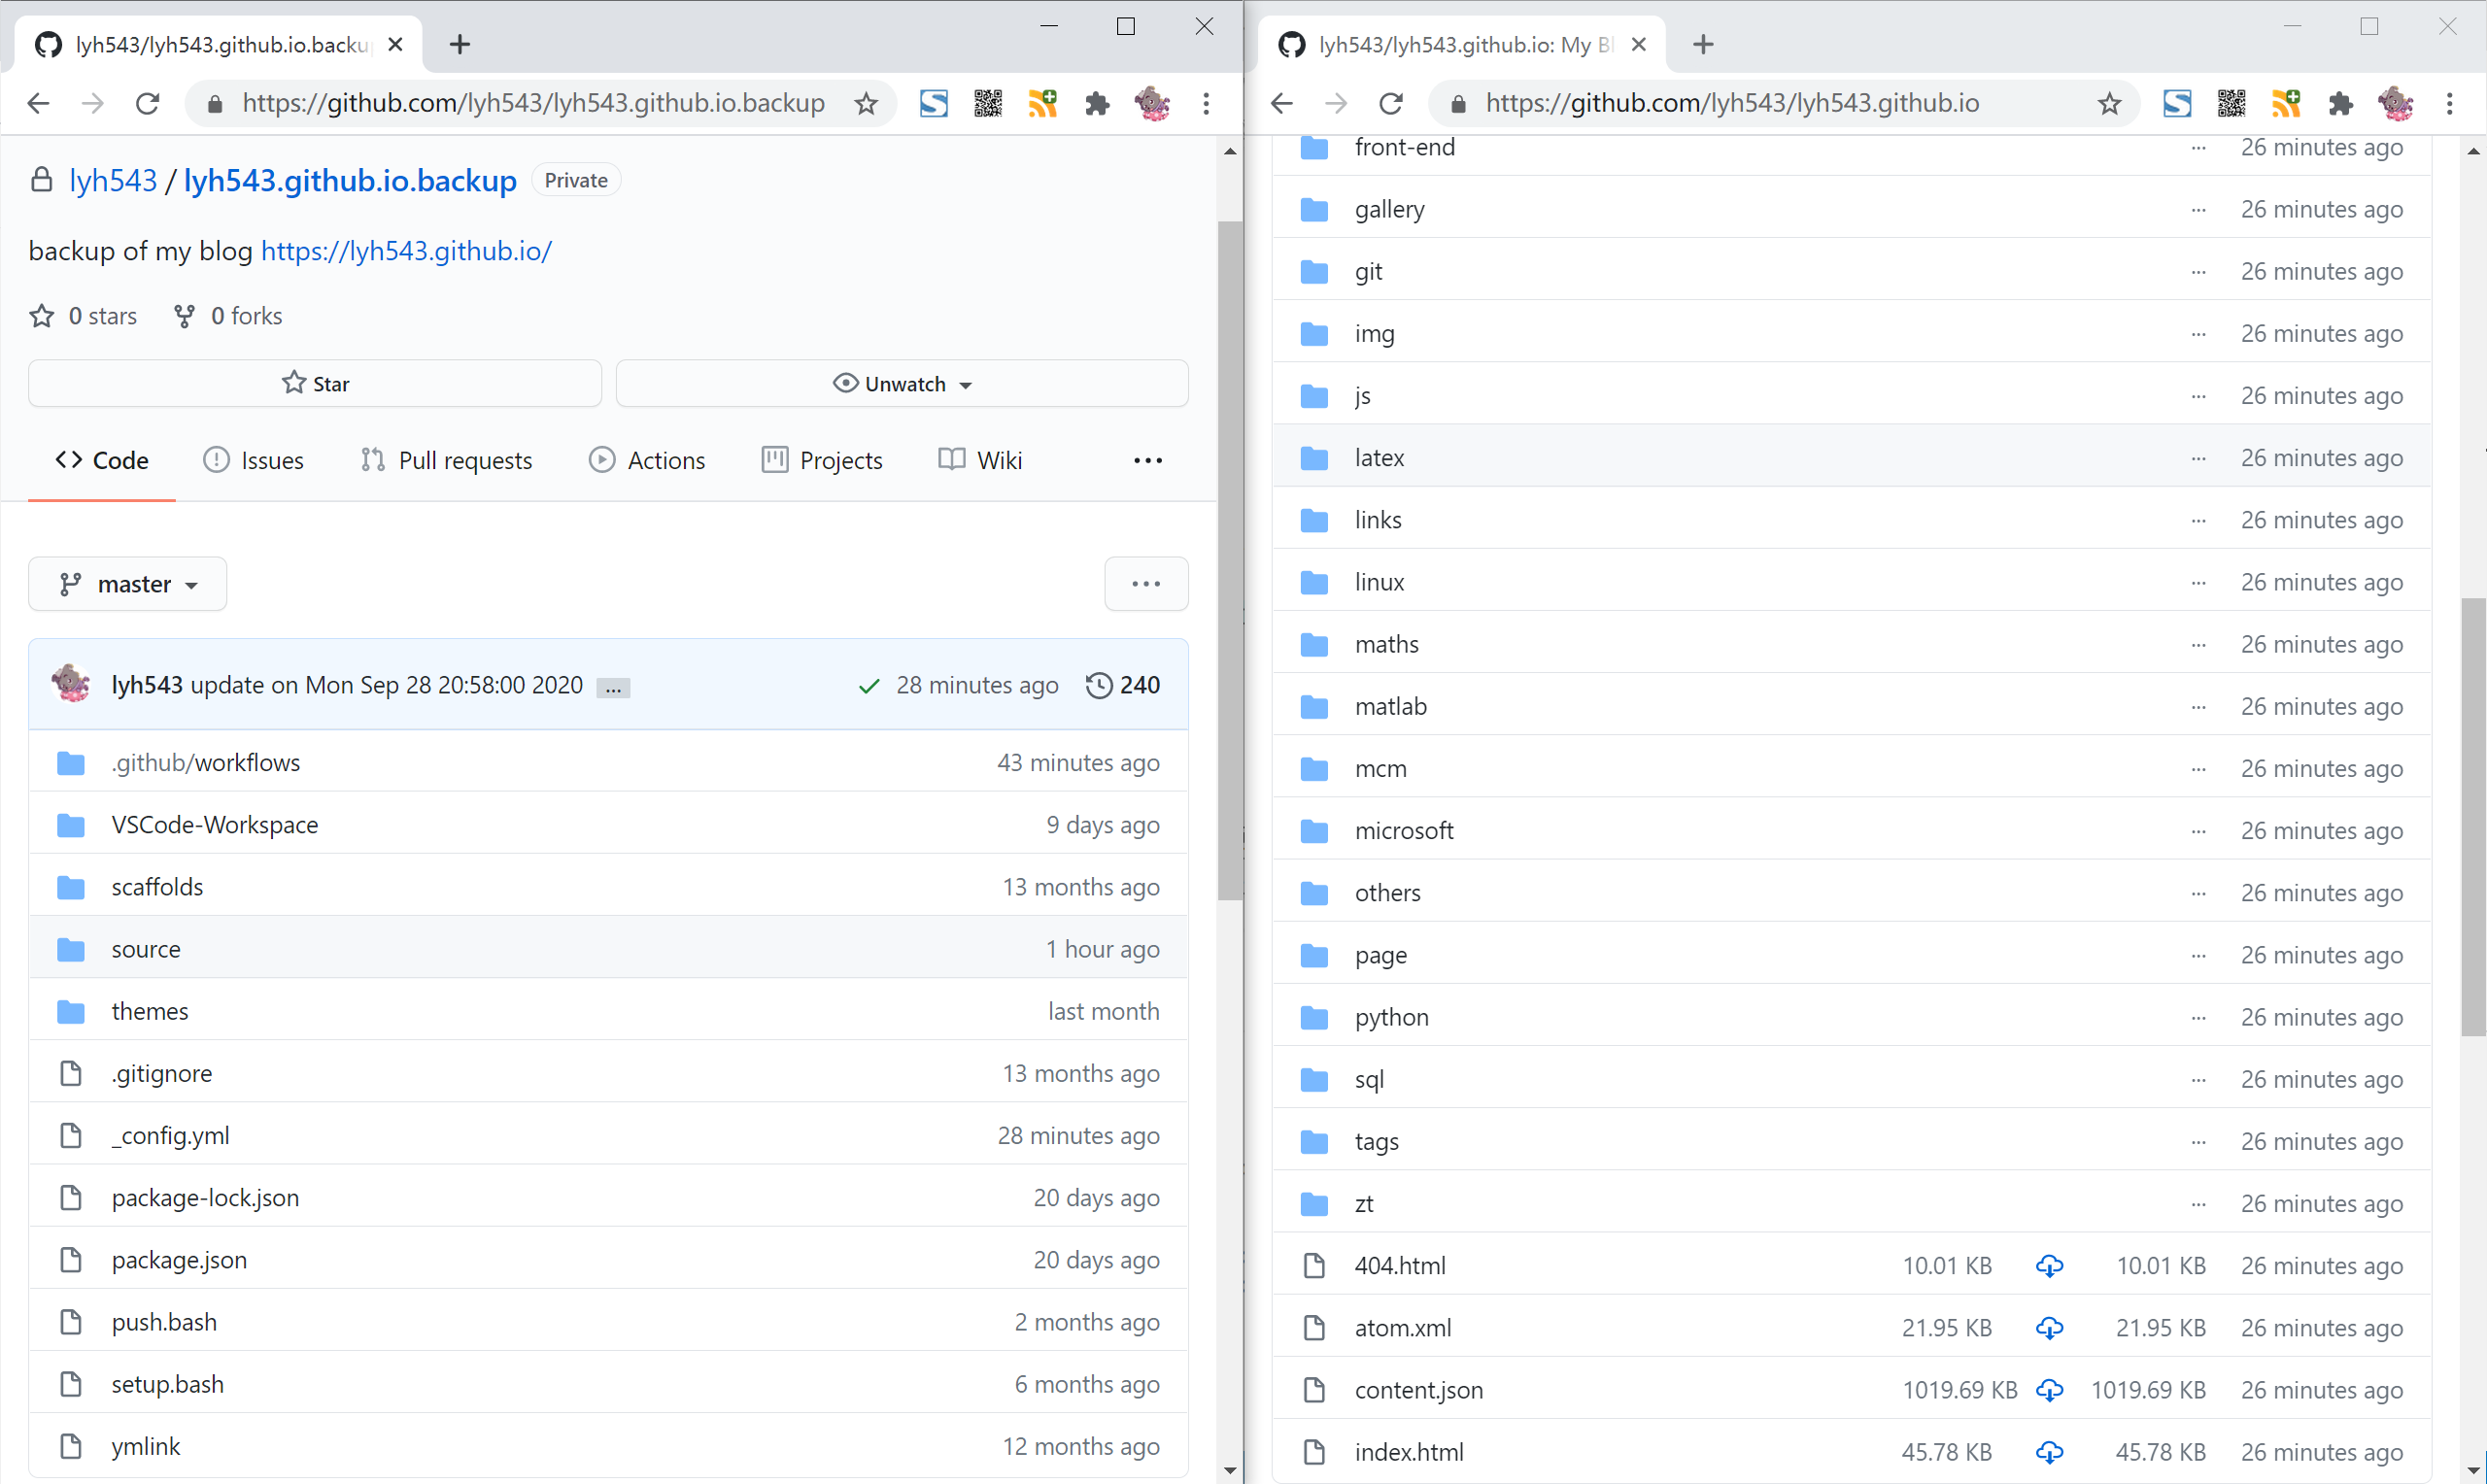 lyh543/lyh543.github.io.backu
https://github.com/lyh543/lyh543.github.io.backup
lyh543 / lyh543.github.io.backup Private
backup of my blog https://lyh543.github.io/
0 stars 0 forks
Star Unwatch
Code Issues Pull requests Actions Projects Wiki ...
master ...
lyh543 update on Mon Sep 28 20:58:00 2020 ... 28 minutes ago 240
.github/workflows 43 minutes ago
VSCode-Workspace 9 days ago
scaffolds 13 months ago
source 1 hour ago
themes last month
.gitignore 13 months ago
_config.yml 28 minutes ago
package-lock.json 20 days ago
package.json 20 days ago
push.bash 2 months ago
setup.bash 6 months ago
ymlink 12 months ago
lyh543/lyh543.github.io: My Bl
https://github.com/lyh543/lyh543.github.io
front-end ... 26 minutes ago
gallery ... 26 minutes ago
git ... 26 minutes ago
img ... 26 minutes ago
js ... 26 minutes ago
latex ... 26 minutes ago
links ... 26 minutes ago
linux ... 26 minutes ago
maths ... 26 minutes ago
matlab ... 26 minutes ago
mcm ... 26 minutes ago
microsoft ... 26 minutes ago
others ... 26 minutes ago
page ... 26 minutes ago
python ... 26 minutes ago
sql ... 26 minutes ago
tags ... 26 minutes ago
zt ... 26 minutes ago
404.html 10.01 KB 10.01 KB 26 minutes ago
atom.xml 21.95 KB 21.95 KB 26 minutes ago
content.json 1019.69 KB 1019.69 KB 26 minutes ago
index.html 45.78 KB 45.78 KB 26 minutes ago